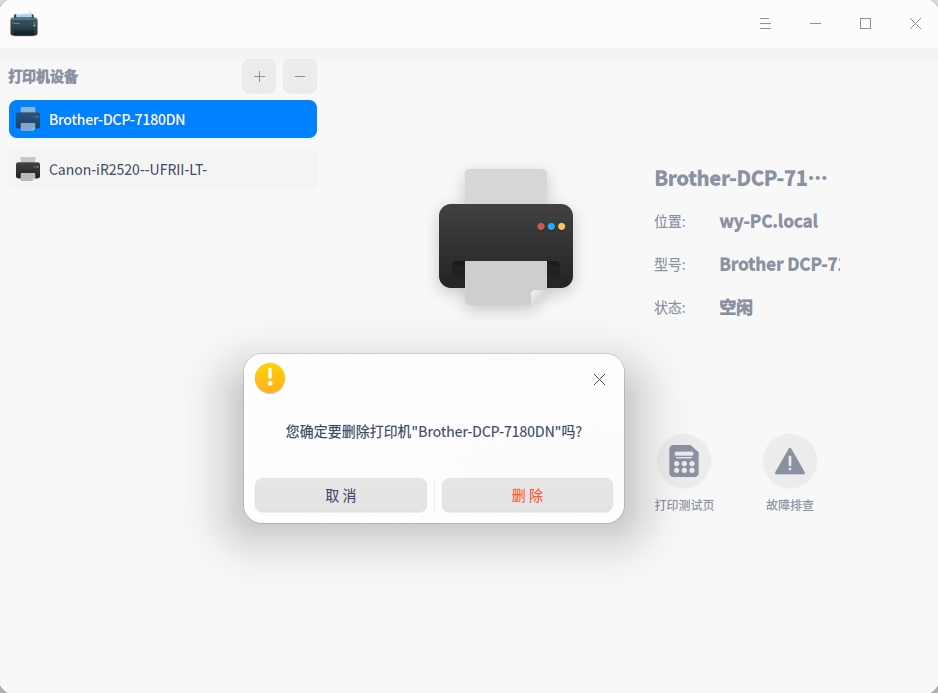 打印机设备
Brother-DCP-7180DN
Canon-iR2520--UFRII-LT-
Brother-DCP-71···
位置: wy-PC.local
型号: Brother DCP-7
状态: 空闲
您确定要删除打印机"Brother-DCP-7180DN"吗?
取 消
删 除
打印测试页
故障排查